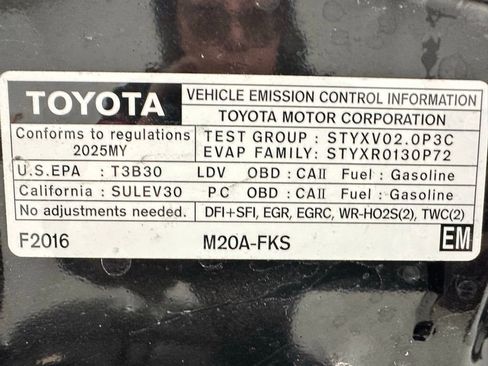 TOYOTA
VEHICLE EMISSION CONTROL INFORMATION
TOYOTA MOTOR CORPORATION
Conforms to regulations
2025MY
TEST GROUP : STYXV02.0P3C
EVAP FAMILY: STYXR0130P72
U.S.EPA : T3B30 LDV OBD : CAII Fuel : Gasoline
California : SULEV30 PC OBD : CAII Fuel : Gasoline
No adjustments needed. DFI+SFI, EGR, EGRC, WR-HO2S(2), TWC(2)
F2016 M20A-FKS EM